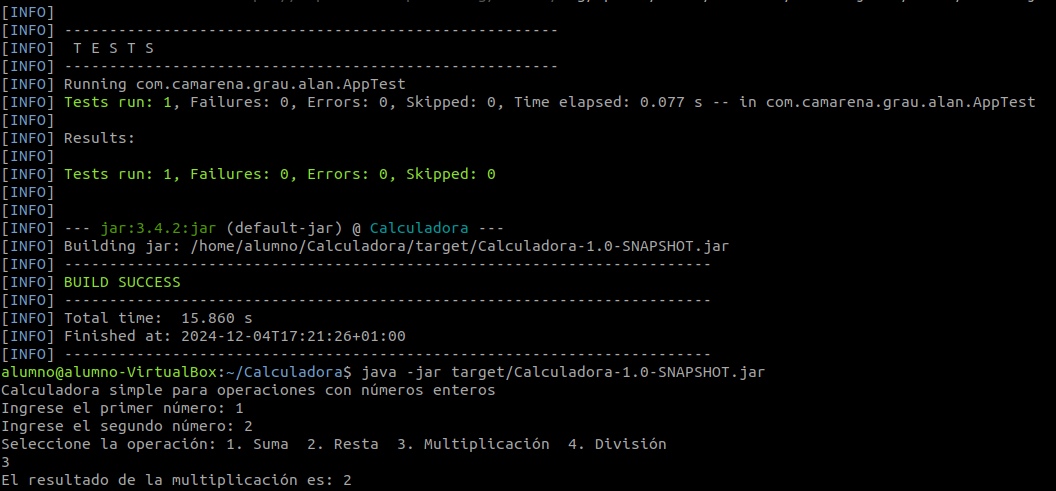 [INFO]
[INFO] -------------------------------------------------------
[INFO]  T E S T S
[INFO] -------------------------------------------------------
[INFO] Running com.camarena.grau.alan.AppTest
[INFO] Tests run: 1, Failures: 0, Errors: 0, Skipped: 0, Time elapsed: 0.077 s -- in com.camarena.grau.alan.AppTest
[INFO]
[INFO] Results:
[INFO]
[INFO] Tests run: 1, Failures: 0, Errors: 0, Skipped: 0
[INFO]
[INFO]
[INFO] --- jar:3.4.2:jar (default-jar) @ Calculadora ---
[INFO] Building jar: /home/alumno/Calculadora/target/Calculadora-1.0-SNAPSHOT.jar
[INFO] ------------------------------------------------------------------------
[INFO] BUILD SUCCESS
[INFO] ------------------------------------------------------------------------
[INFO] Total time:  15.860 s
[INFO] Finished at: 2024-12-04T17:21:26+01:00
[INFO] ------------------------------------------------------------------------
alumno@alumno-VirtualBox:~/Calculadora$ java -jar target/Calculadora-1.0-SNAPSHOT.jar
Calculadora simple para operaciones con números enteros
Ingrese el primer número: 1
Ingrese el segundo número: 2
Seleccione la operación: 1. Suma  2. Resta  3. Multiplicación  4. División
3
El resultado de la multiplicación es: 2